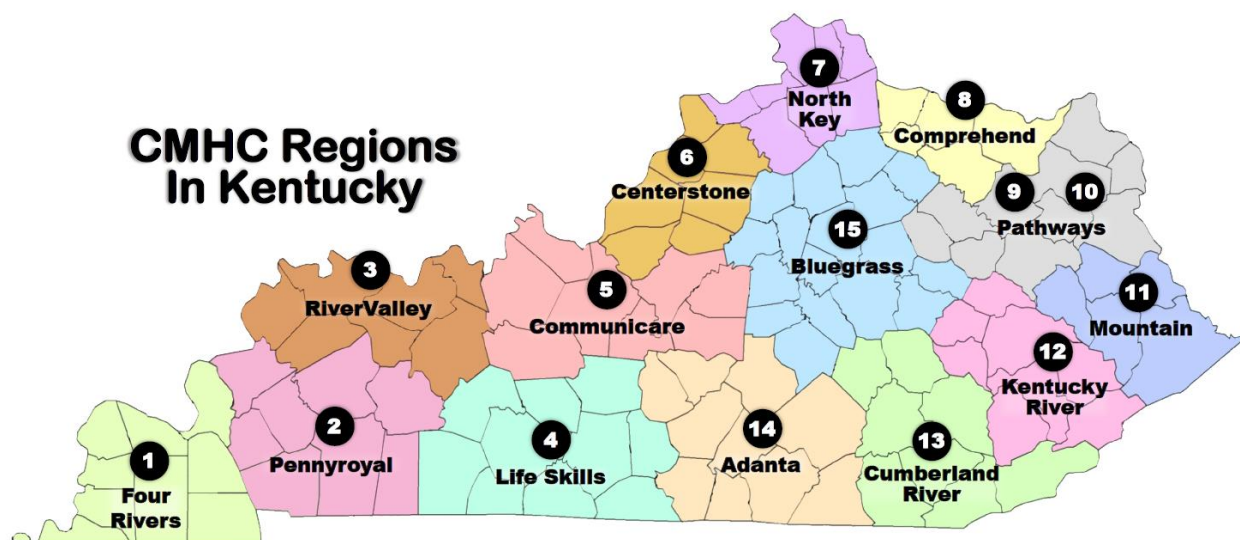 CMHC Regions
In Kentucky
1
Four
Rivers
2
Pennyroyal
3
RiverValley
4
Life Skills
5
Communicare
6
Centerstone
7
North
Key
8
Comprehend
9
10
Pathways
11
Mountain
12
Kentucky
River
13
Cumberland
River
14
Adanta
15
Bluegrass